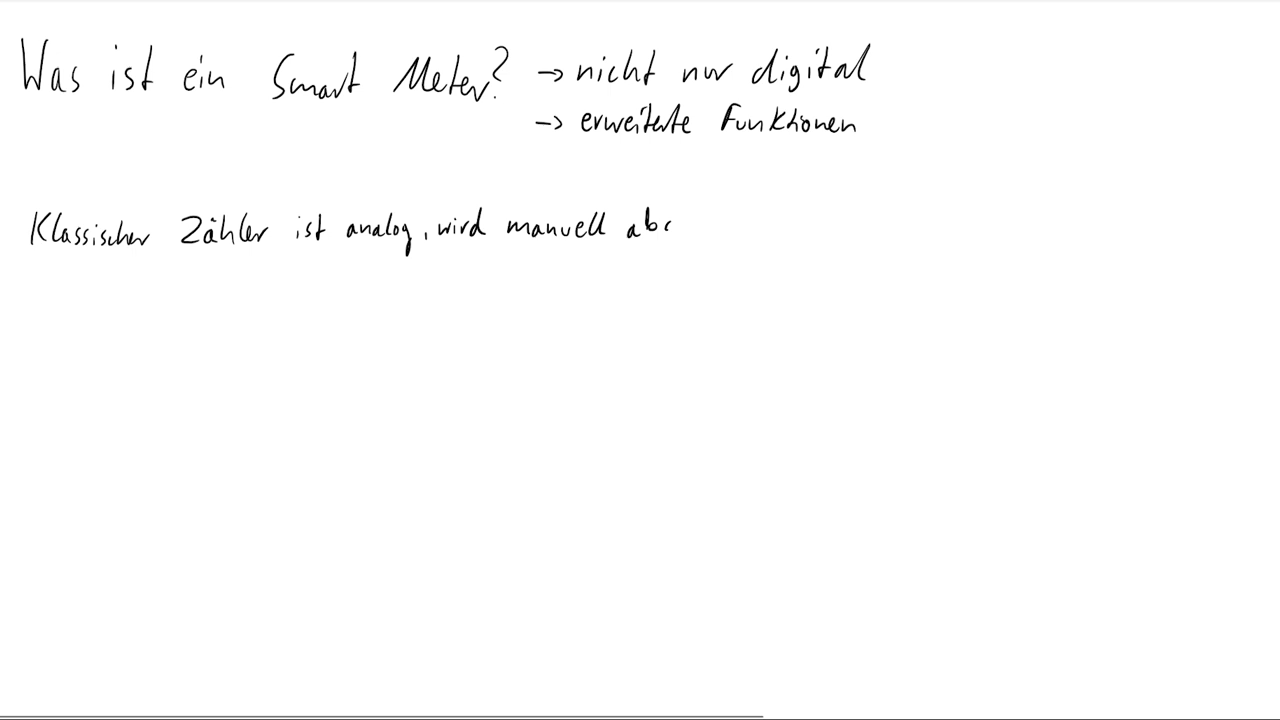 Was ist ein Smart Meter? → nicht nur digital
→ erweiterte Funktionen
Klassischer Zähler ist analog, wird manuell